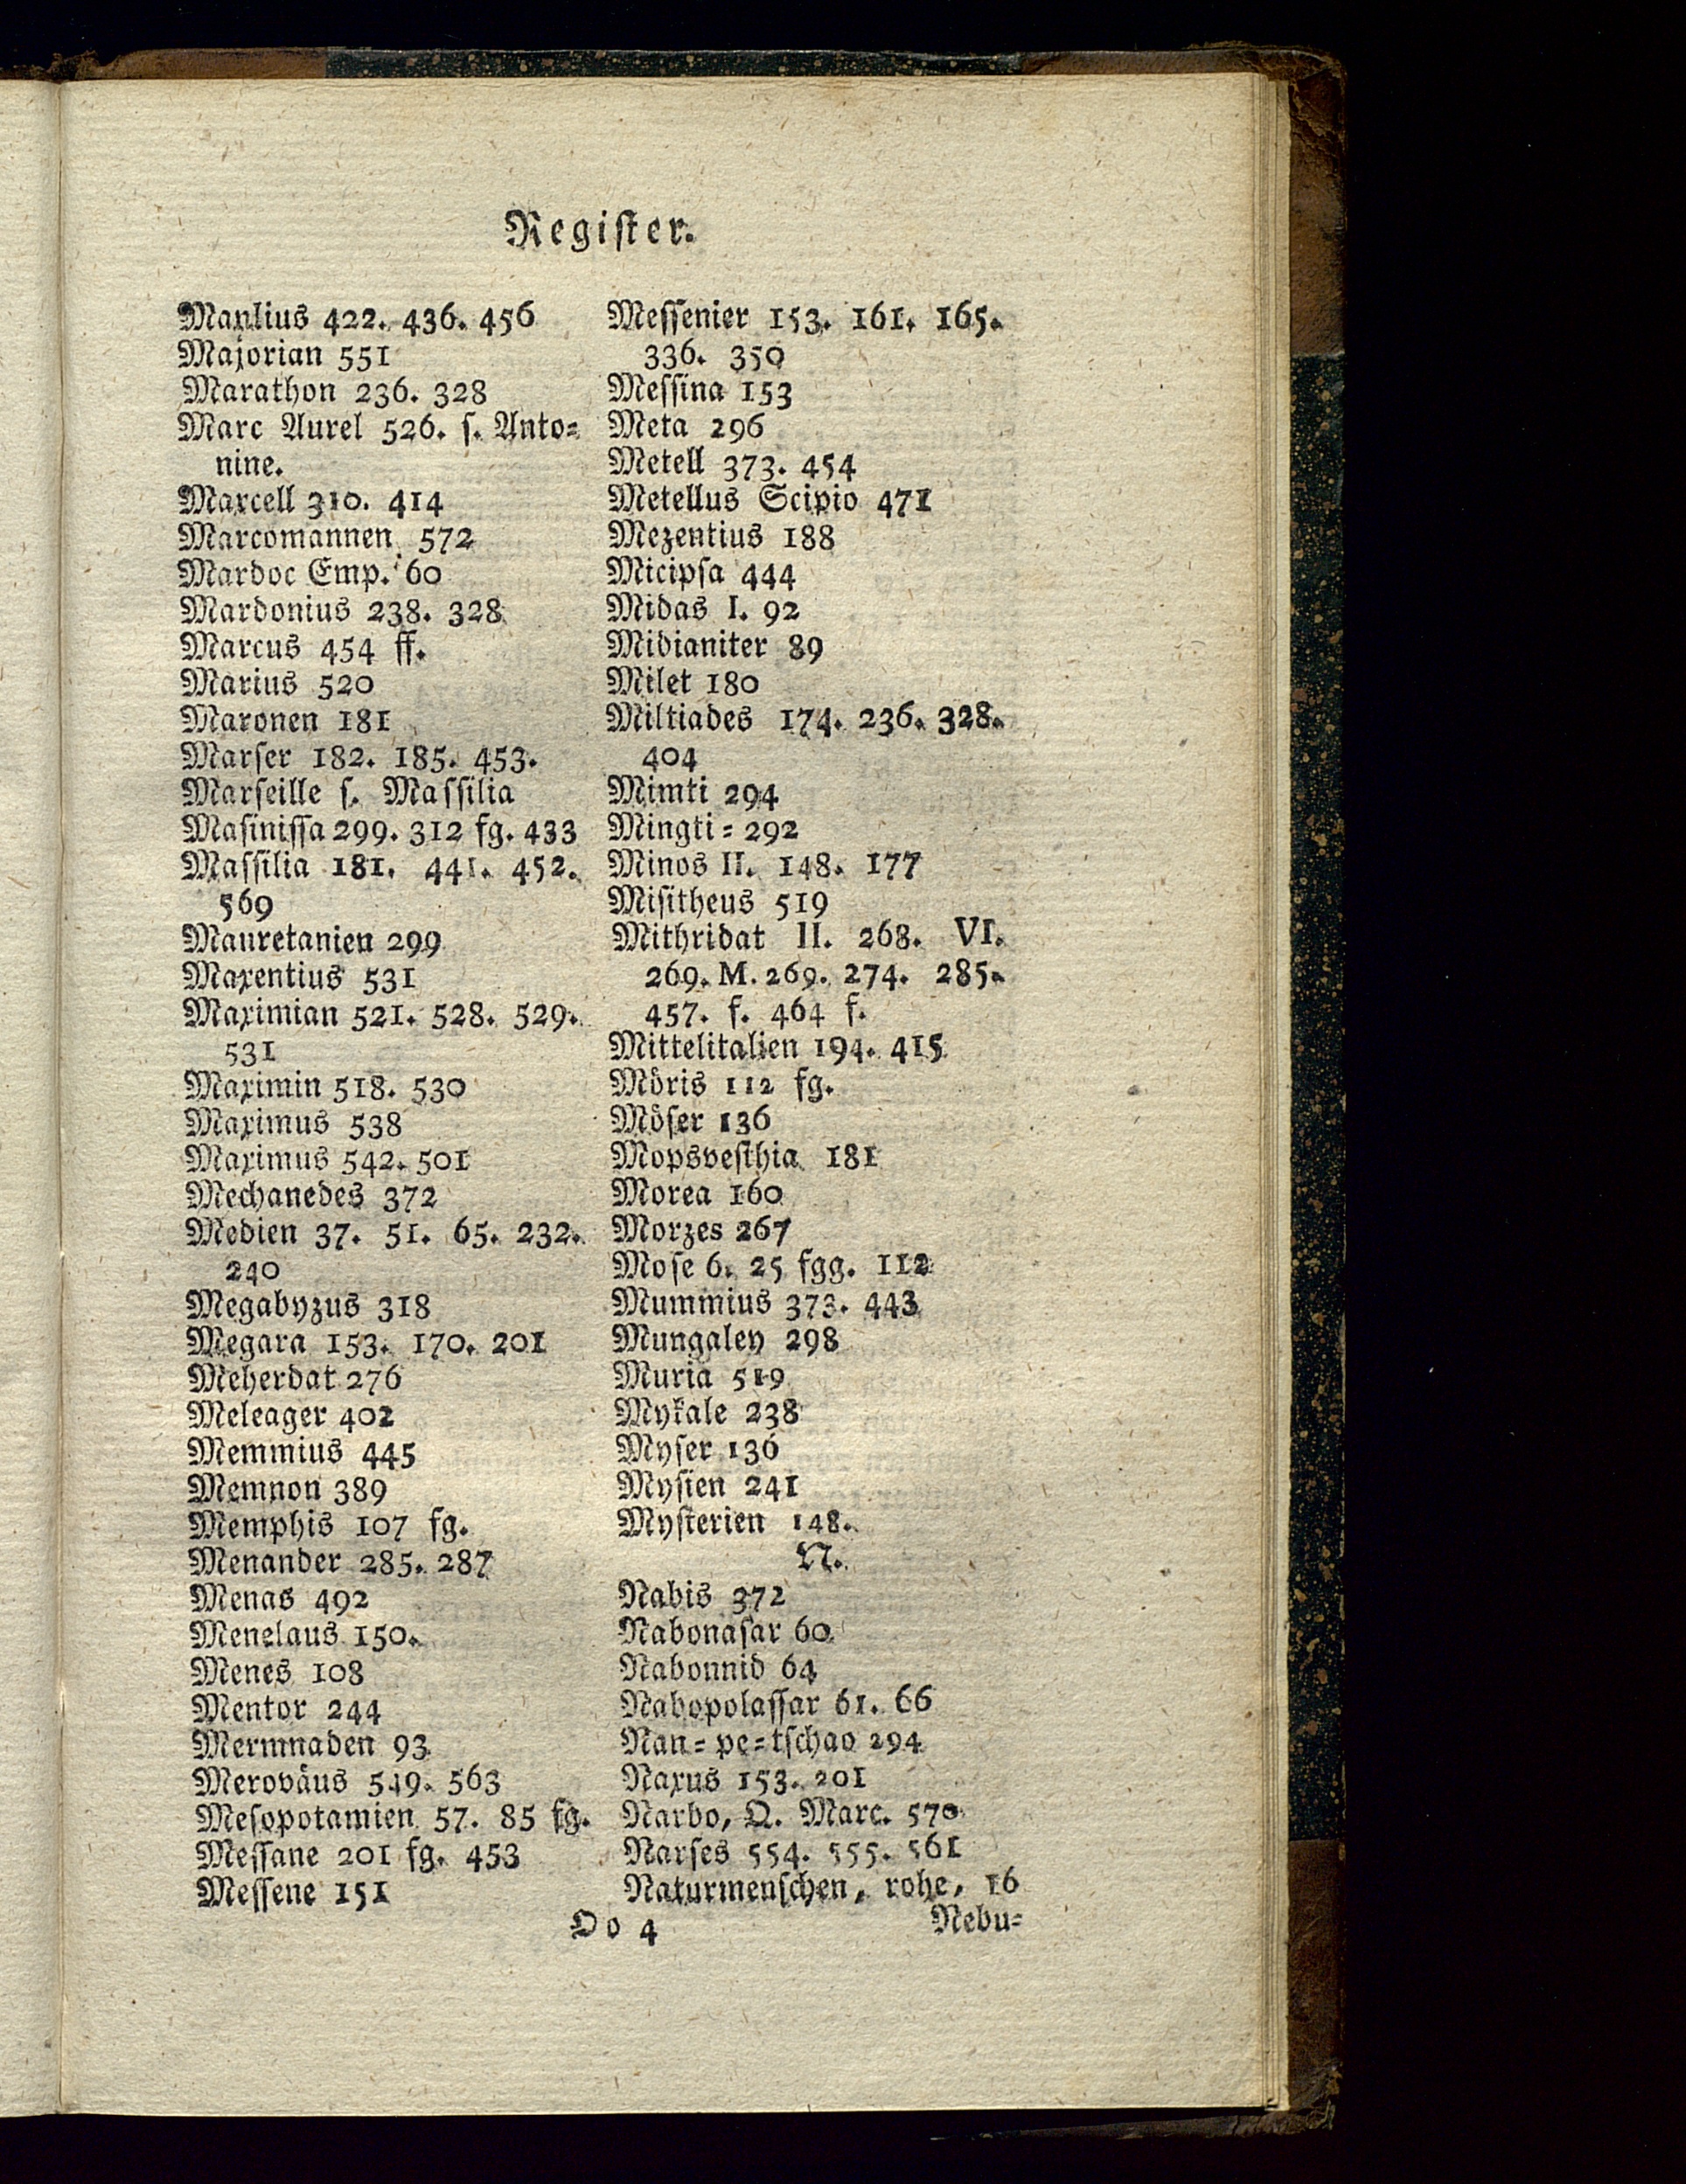 Regiſter.
Manlius 422. 436. 456
Majorian 551
Marathon 236. 328
Marc Aurel 526. ſ. Anto=
nine.
Marcell 310. 414
Marcomannen 572
Mardoc Emp. 60
Mardonius 238. 328
Marcus 454 ff.
Marius 520
Maronen 181
Marſer 182. 185. 453.
Marſeille ſ. Maſſilia
Maſiniſſa 299. 312 fg. 433
Maſſilia 181. 441. 452.
569
Mauretanien 299
Maxentius 531
Maximian 521. 528. 529.
531
Maximin 518. 530
Maximus 538
Maximus 542. 501
Mechanedes 372
Medien 37. 51. 65. 232.
240
Megabyzus 318
Megara 153. 170. 201
Meherdat 276
Meleager 402
Memmius 445
Memnon 389
Memphis 107 fg.
Menander 285. 287
Menas 492
Menelaus 150.
Menes 108
Mentor 244
Mermnaden 93
Meroväus 549. 563
Meſopotamien 57. 85 fg.
Meſſane 201 fg. 453
Meſſene 151
Meſſenier 153. 161. 165.
336. 350
Meſſina 153
Meta 296
Metell 373. 454
Metellus Scipio 471
Mezentius 188
Micipſa 444
Midas I. 92
Midianiter 89
Milet 180
Miltiades 174. 236. 328.
404
Mimti 294
Mingti = 292
Minos II. 148. 177
Miſitheus 519
Mithridat II. 268. VI.
269. M. 269. 274. 285.
457. f. 464 f.
Mittelitalien 194. 415
Möris 112 fg.
Möſer 136
Mopsveſthia 181
Morea 160
Morzes 267
Moſe 6. 25 fgg. 112
Mummius 373. 443
Mungaley 298
Muria 519
Mykale 238
Myſer 136
Myſien 241
Myſterien 148.
N.
Nabis 372
Nabonaſar 60
Nabonnid 64
Nabopolaſſar 61. 66
Nan=pe=tſchao 294
Naxus 153. 201
Narbo, Q. Marc. 570
Narſes 554. 555. 561
Naturmenſchen, rohe, 16
Oo 4
Nebu=